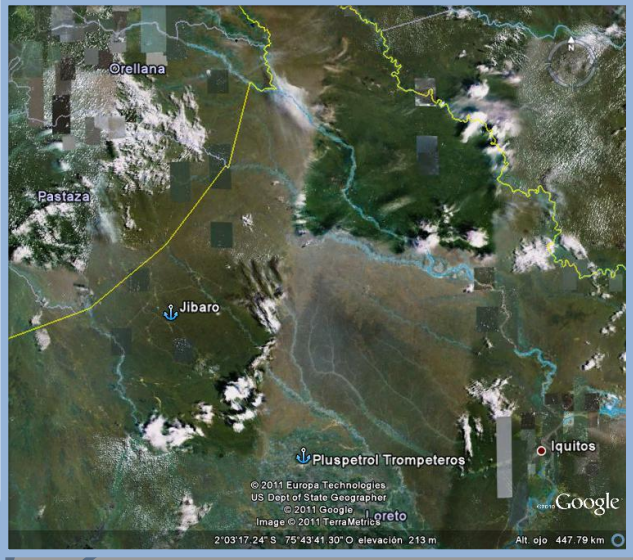 N
Orellana
Pastaza
Jibaro
Pluspetrol Trompeteros
Iquitos
© 2011 Europa Technologies
US Dept of State Geographer
© 2011 Google
Image © 2011 TerraMetrics
Loreto
©2010 Google
2°03'17.24" S 75°43'41.30" O elevación 213 m Alt. ojo 447.79 km